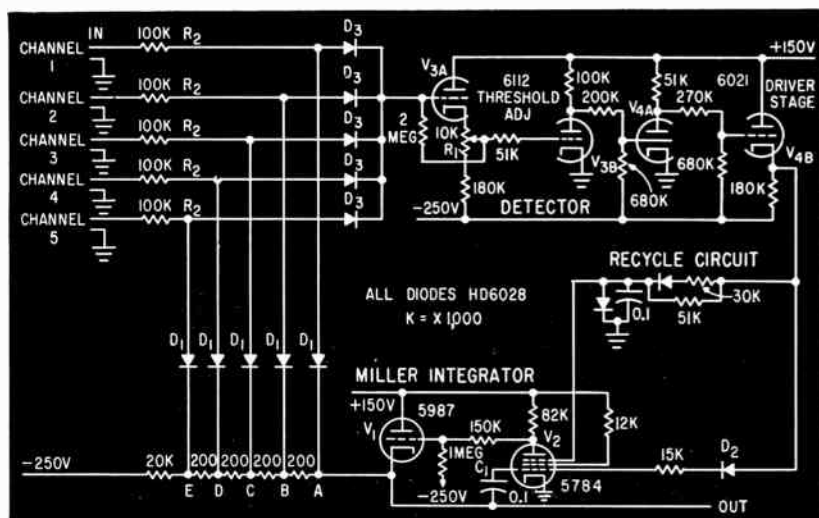 IN
CHANNEL 1
100K R2
D3
CHANNEL 2
100K R2
D3
CHANNEL 3
100K R2
D3
CHANNEL 4
100K R2
D3
CHANNEL 5
100K R2
D3
+150V
V3A
6112
THRESHOLD
ADJ
100K
200K
51K
V4A
6021
270K
DRIVER
STAGE
2
MEG
10K
R1
51K
V3B
V4B
180K
680K
680K
180K
-250V
DETECTOR
RECYCLE CIRCUIT
ALL DIODES HD6028
K = X 1,000
0.1
30K
51K
D1 D1 D1 D1 D1
MILLER INTEGRATOR
+150V
5987
V1
150K
82K
V2
12K
1MEG
C1
-250V
0.1
5784
15K
D2
-250V
20K 200 200 200 200
E D C B A
OUT